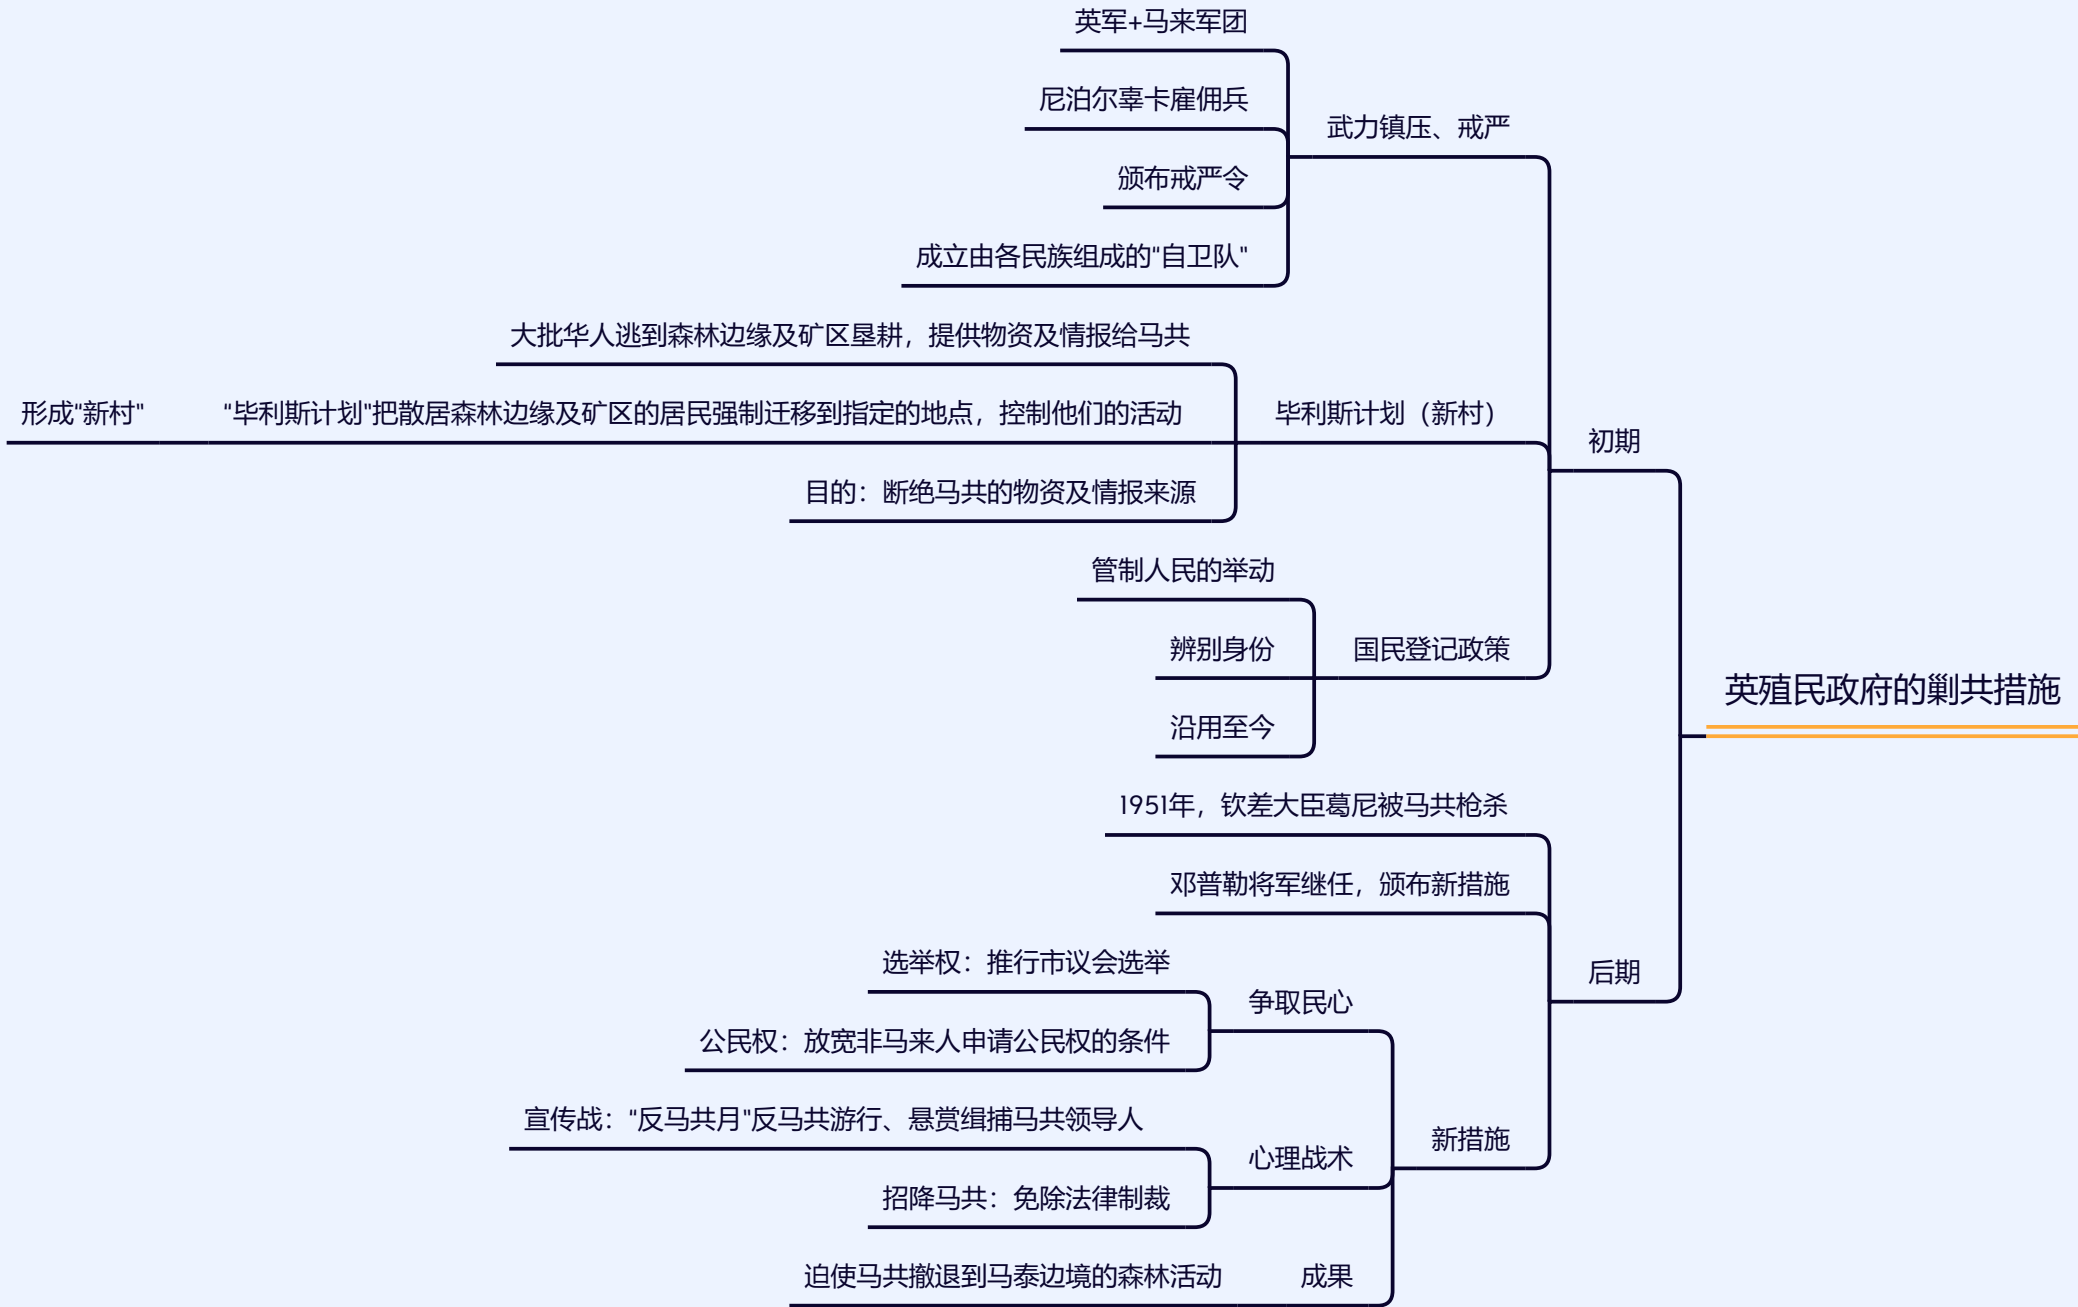 英军+马来军团
尼泊尔辜卡雇佣兵
武力镇压、戒严
颁布戒严令
成立由各民族组成的"自卫队"
大批华人逃到森林边缘及矿区垦耕，提供物资及情报给马共
形成"新村"
"毕利斯计划"把散居森林边缘及矿区的居民强制迁移到指定的地点，控制他们的活动
毕利斯计划（新村）
初期
目的：断绝马共的物资及情报来源
管制人民的举动
辨别身份
国民登记政策
英殖民政府的剿共措施
沿用至今
1951年，钦差大臣葛尼被马共枪杀
邓普勒将军继任，颁布新措施
选举权：推行市议会选举
后期
争取民心
公民权：放宽非马来人申请公民权的条件
宣传战："反马共月"反马共游行、悬赏缉捕马共领导人
新措施
心理战术
招降马共：免除法律制裁
迫使马共撤退到马泰边境的森林活动
成果